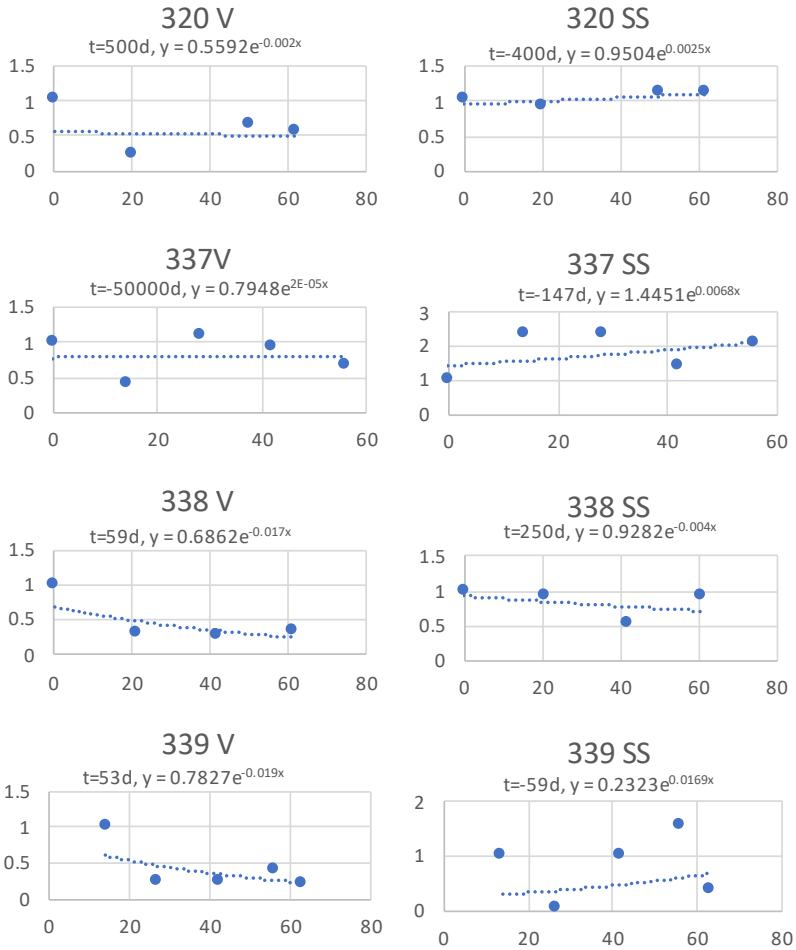 320 V
t=500d, y = 0.5592e^-0.002x
1.5
1
0.5
0
0 20 40 60 80
320 SS
t=-400d, y = 0.9504e^0.0025x
1.5
1
0.5
0
0 20 40 60 80
337V
t=-50000d, y = 0.7948e^2E-05x
1.5
1
0.5
0
0 20 40 60
337 SS
t=-147d, y = 1.4451e^0.0068x
3
2
1
0
0 20 40 60
338 V
t=59d, y = 0.6862e^-0.017x
1.5
1
0.5
0
0 20 40 60 80
338 SS
t=250d, y = 0.9282e^-0.004x
1.5
1
0.5
0
0 20 40 60 80
339 V
t=53d, y = 0.7827e^-0.019x
1.5
1
0.5
0
0 20 40 60 80
339 SS
t=-59d, y = 0.2323e^0.0169x
2
1
0
0 20 40 60 80